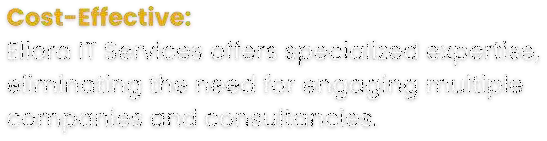 Cost-Effective:
Ellora IT Services offers specialized expertise,
eliminating the need for engaging multiple
companies and consultancies.